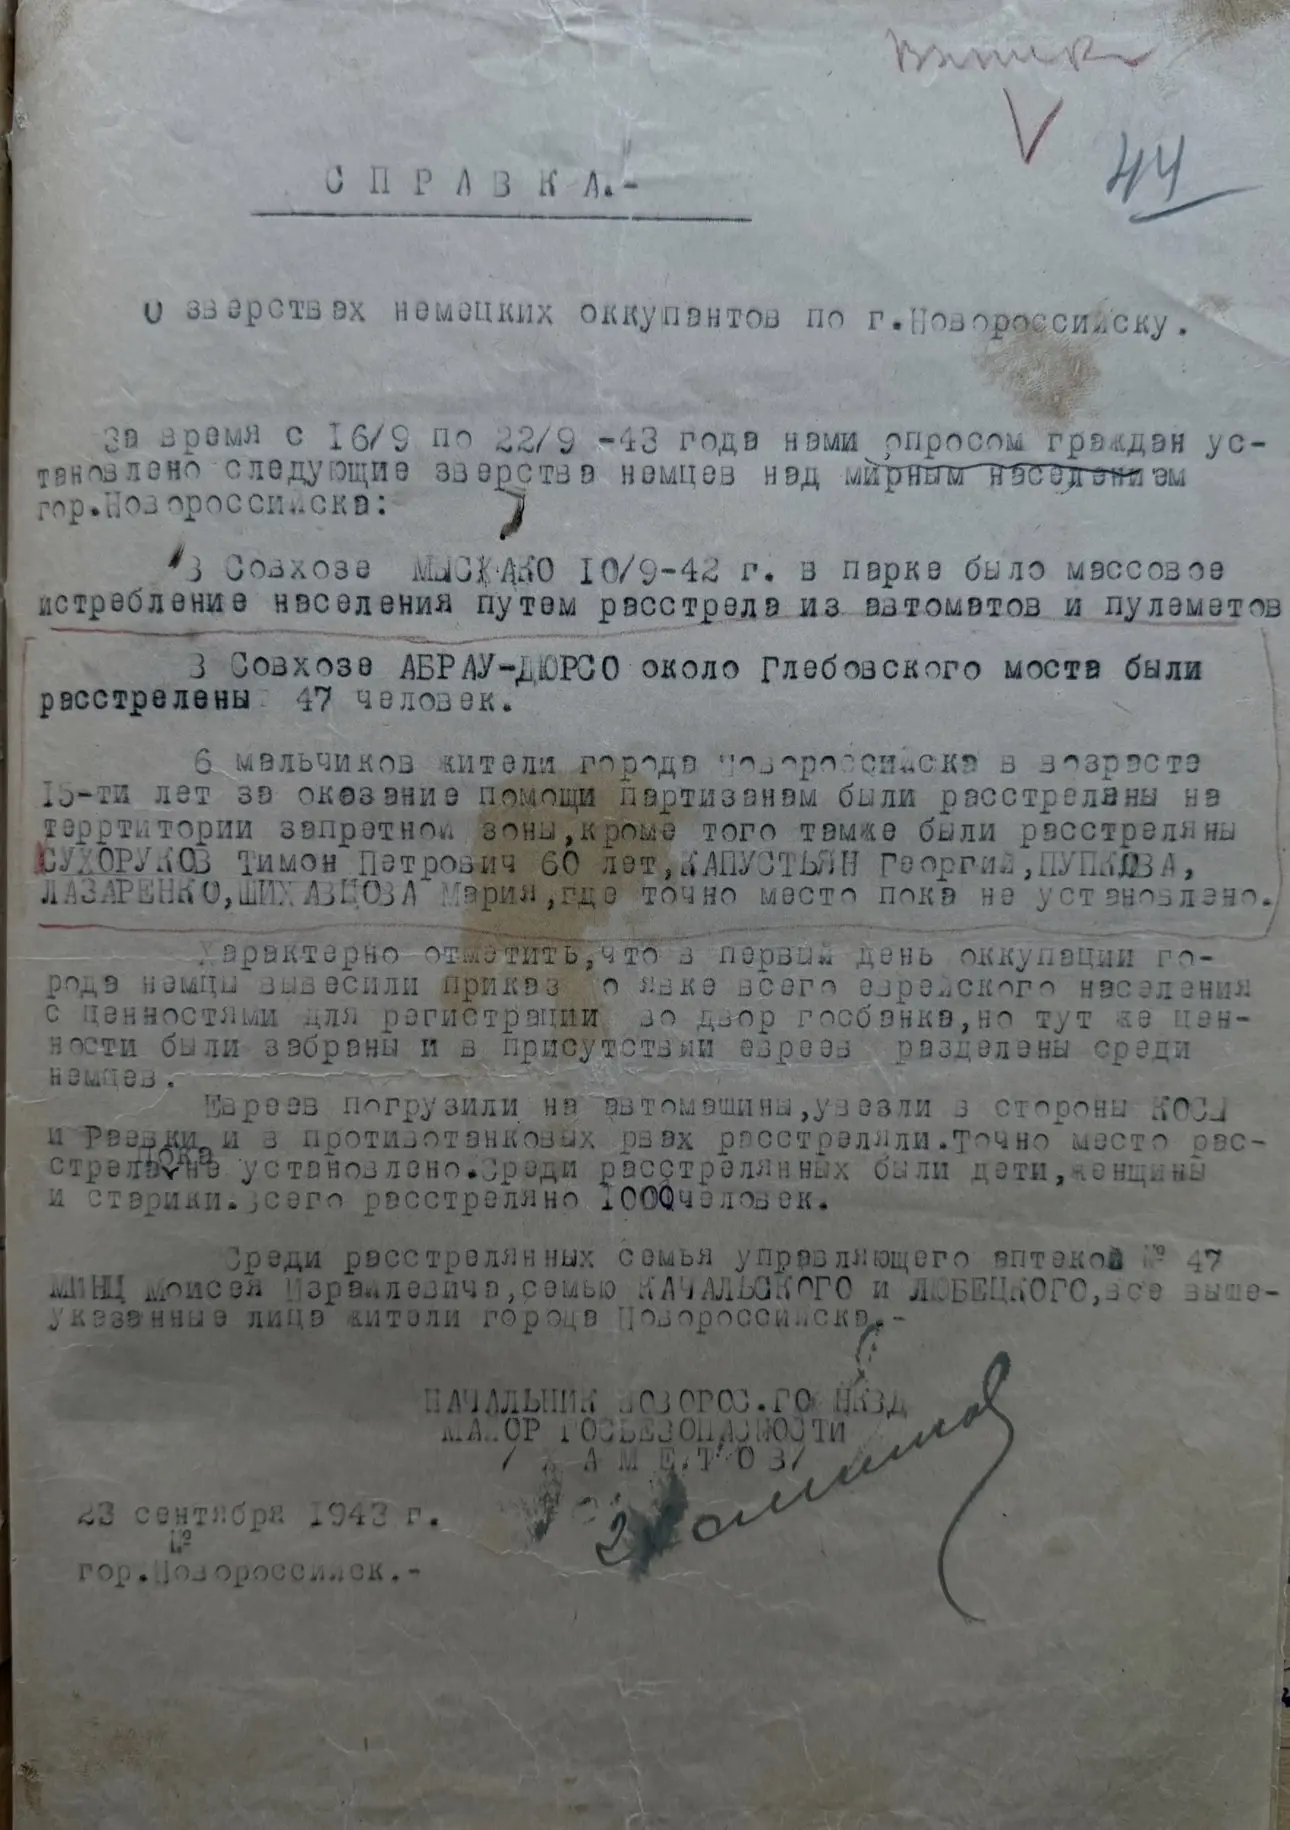 44
СПРАВКА.-
о зверствах немецких оккупантов по г.Новороссийску.
За время с 16/9 по 22/9 -43 года нами опросом граждан ус-
тановлено следующие зверства немцев над мирным населением
гор.Новороссийска:
В Совхозе МЫСХАКО 10/9-42 г. в парке было массовое
истребление населения путем расстрела из автоматов и пулеметов
В Совхозе АБРАУ-ДЮРСО около Глебовского моста были
расстрелены 47 человек.
6 мальчиков жители города Новороссийска в возрасте
15-ти лет за оказание помощи партизанам были расстреляны на
терртитории запретной зоны,кроме того тамже были расстреляны
СУХОРУКОВ Тимон Петрович 60 лет,КАПУСТЬЯН Георгий,ПУПКОВА,
ЛАЗАРЕНКО,ШИХАВЦОВА Мария,где точно место пока не установлено.
Характерно отметить,что в первый день оккупации го-
рода немцы вывесили приказ о явке всего еврейского населения
с ценностями для регистрации во двор госбанка,но тут же цен-
ности были забраны и в присутствии евреев разделены среди
немцев.
Евреев погрузили на автомашины,увезли в стороны КОСЫ
и Раевки и в противотанковых рвах расстреляли.Точно место рас-
стрела пока не установлено.Среди расстрелянных были дети,женщины
и старики.Всего расстреляно 1000человек.
Среди расстрелянных семья управляющего аптекой № 47
МИНЦ Моисея Израилевича,семью КАЧАЛЬСКОГО и ЛЮБЕЦКОГО,все выше-
указанные лица жители города Новороссийска.-
НАЧАЛЬНИК НОВОРОС.ГО НКВД
МАЙОР ГОСБЕЗОПАСНОСТИ
/ХАМЕТОВ/
23 сентября 1943 г.
№
гор.Новороссийск.-